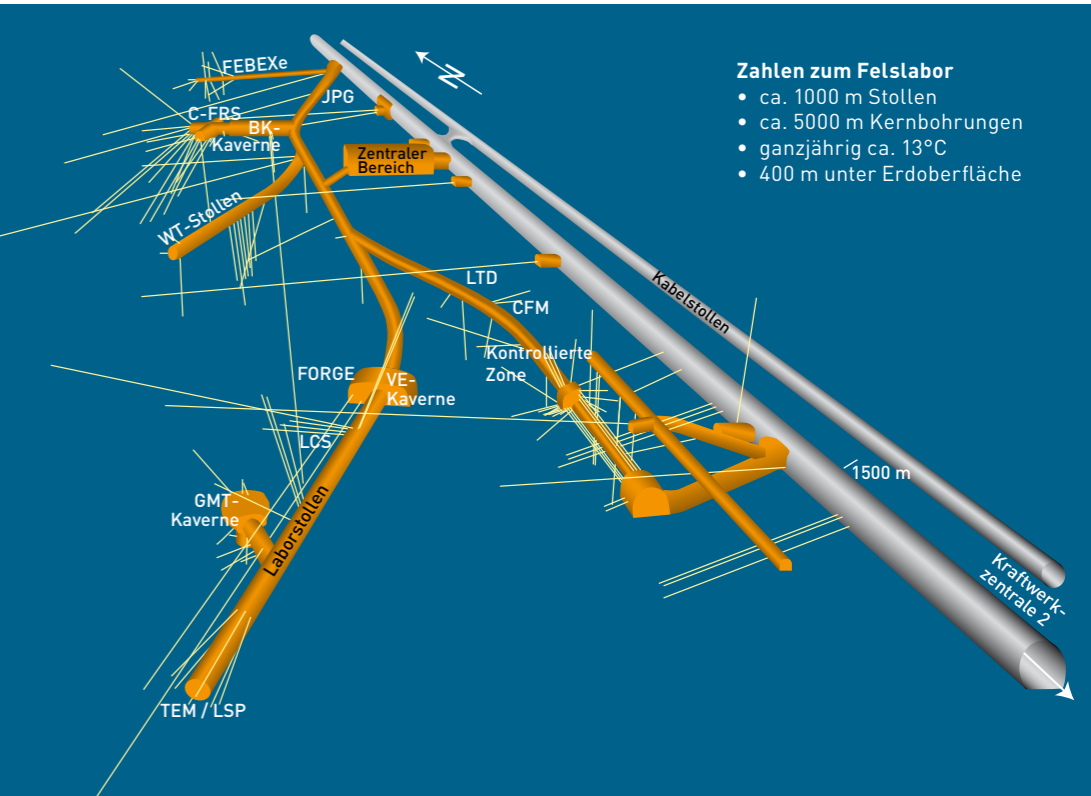 FEBEXe
N
JPG
C-FRS
BK-
Kaverne
Zentraler
Bereich
WT-Stollen
Zahlen zum Felslabor
• ca. 1000 m Stollen
• ca. 5000 m Kernbohrungen
• ganzjährig ca. 13°C
• 400 m unter Erdoberfläche
LTD
CFM
Kabelstollen
Kontrollierte
Zone
FORGE
VE-
Kaverne
LCS
GMT-
Kaverne
Laborstollen
1500 m
Kraftwerk-
zentrale 2
TEM / LSP